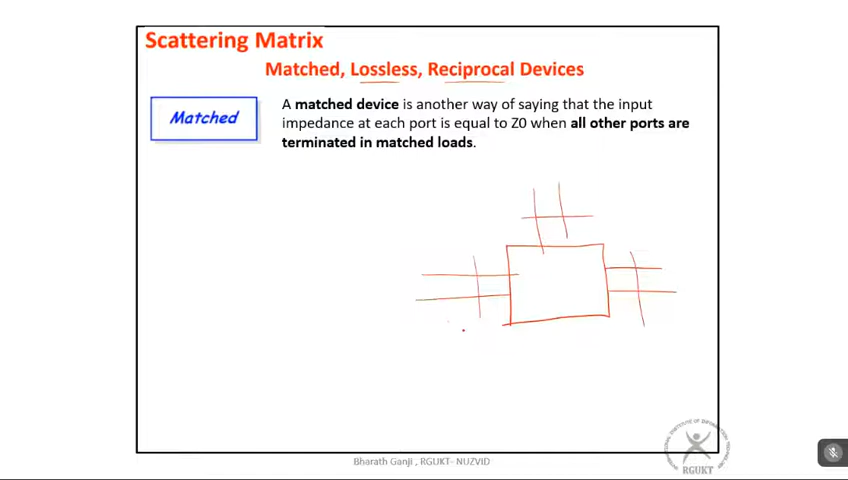 Scattering Matrix
Matched, Lossless, Reciprocal Devices
Matched
A matched device is another way of saying that the input
impedance at each port is equal to Z0 when all other ports are
terminated in matched loads.
Bharath Ganji , RGUKT- NUZVID
RGUKT